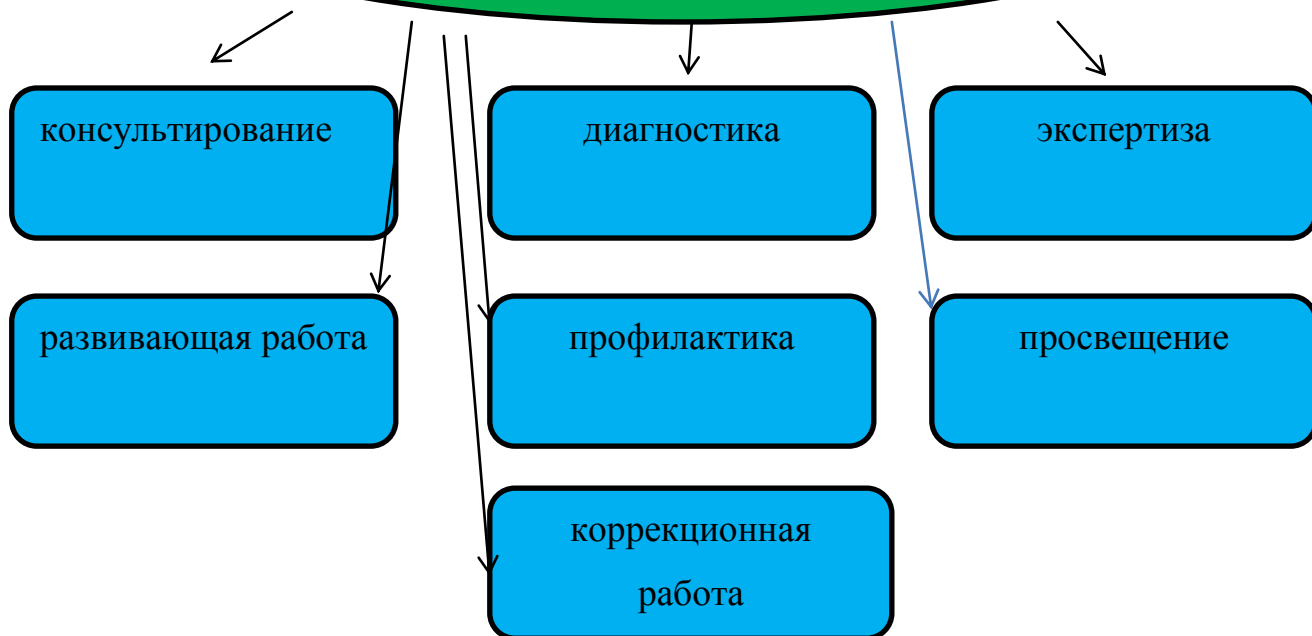 консультирование
диагностика
экспертиза
развивающая работа
профилактика
просвещение
коррекционная
работа